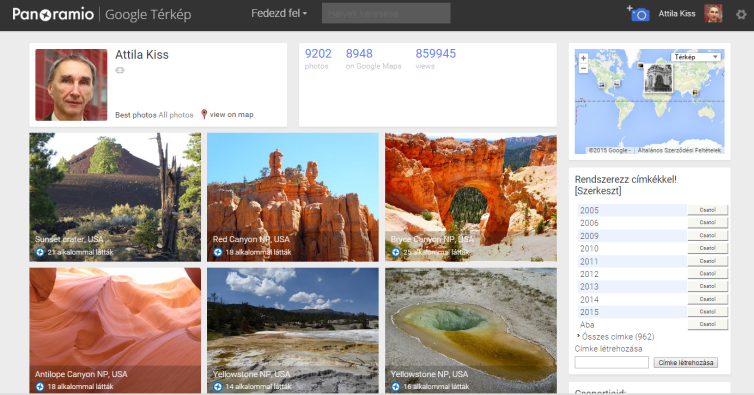 Panoramio | Google Térkép
Fedezd fel
Attila Kiss
Attila Kiss
Best photos All photos view on map
9202 8948 859945
photos on Google Maps views
Térkép
©2015 Google - Általános Szerződési Feltételek
Sunset crater, USA
21 alkalommal látták
Red Canyon NP, USA
18 alkalommal látták
Bryce Canyon NP, USA
25 alkalommal látták
Antilope Canyon NP, USA
18 alkalommal látták
Yellowstone NP, USA
14 alkalommal látták
Yellowstone NP, USA
16 alkalommal látták
Rendszerezz címkékkel!
[Szerkeszt]
2005 Csatol
2006 Csatol
2009 Csatol
2010 Csatol
2011 Csatol
2012 Csatol
2013 Csatol
2014 Csatol
2015 Csatol
Aba Csatol
Összes címke (962)
Címke létrehozása
Címke létrehozása